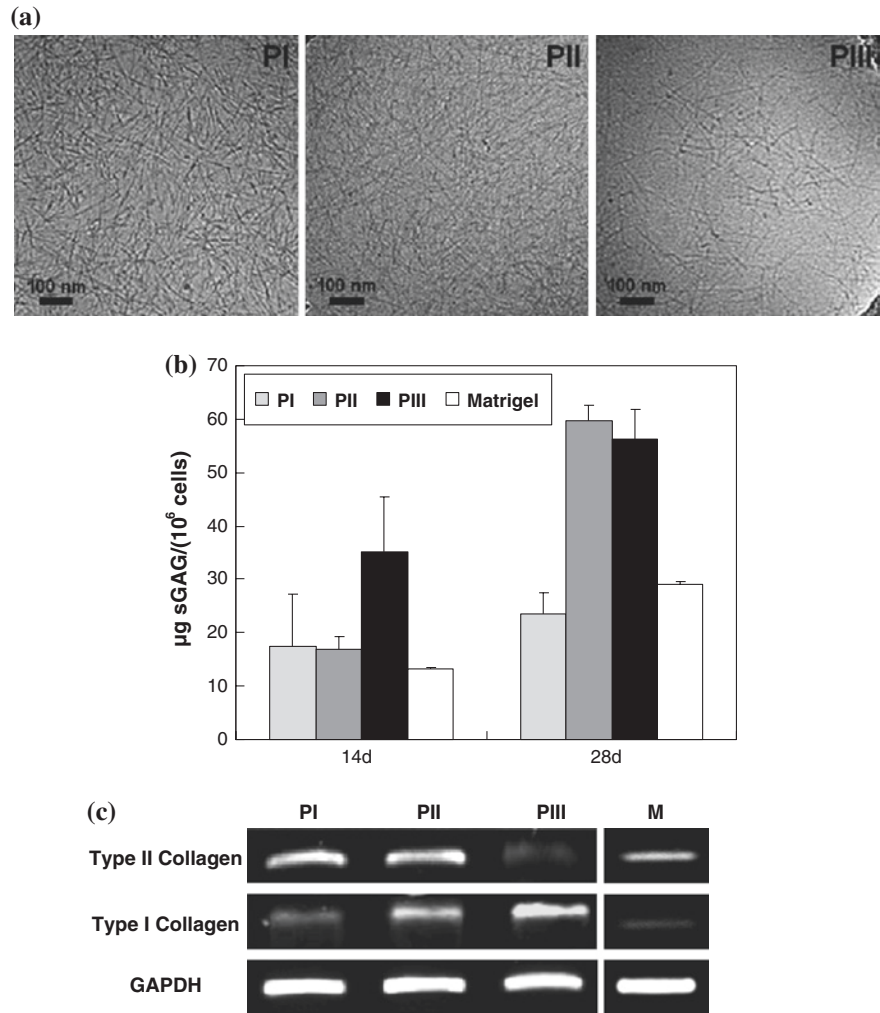 (a)
PI PII PIII
100 nm 100 nm 100 nm
(b)
µg sGAG/(10⁶ cells)
70
60
50
40
30
20
10
0
PI PII PIII Matrigel
14d 28d
(c)
PI PII PIII M
Type II Collagen
Type I Collagen
GAPDH